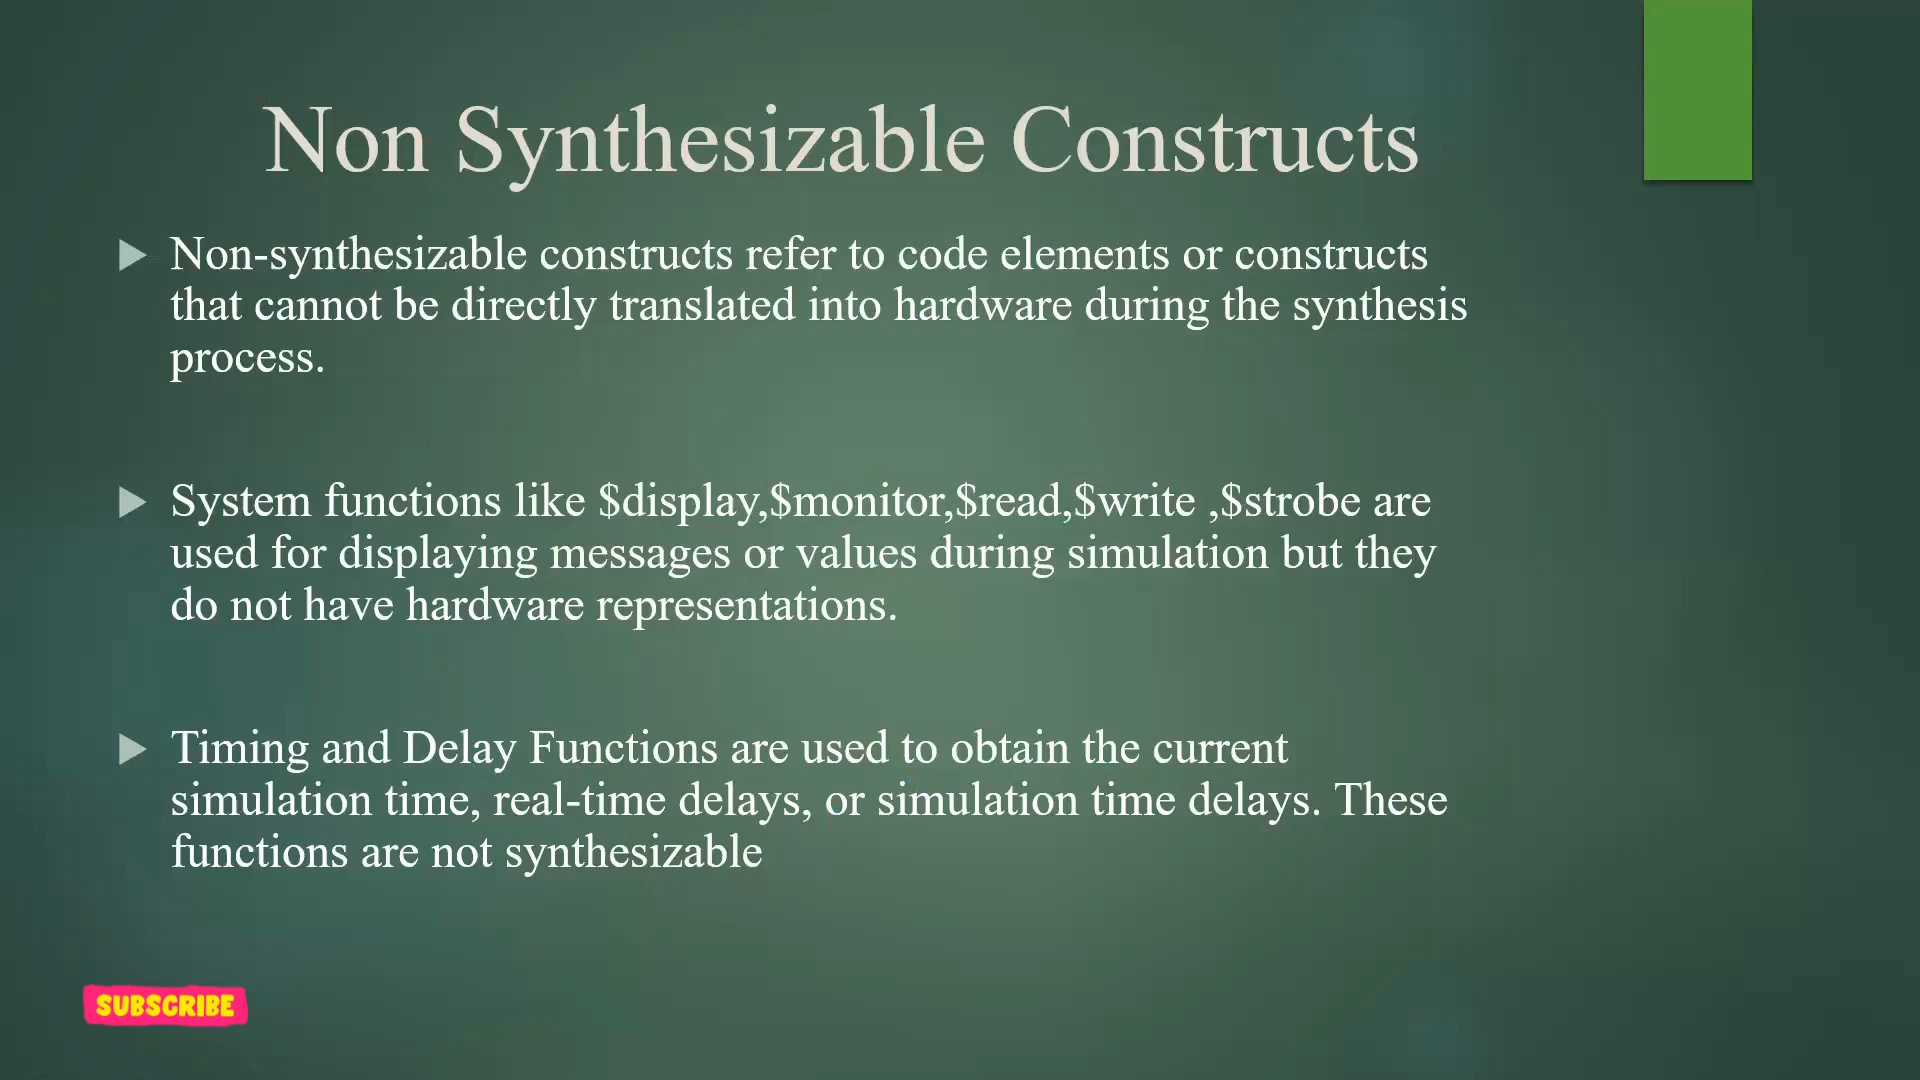 Non Synthesizable Constructs
Non-synthesizable constructs refer to code elements or constructs
that cannot be directly translated into hardware during the synthesis
process.
System functions like $display,$monitor,$read,$write ,$strobe are
used for displaying messages or values during simulation but they
do not have hardware representations.
Timing and Delay Functions are used to obtain the current
simulation time, real-time delays, or simulation time delays. These
functions are not synthesizable
SUBSCRIBE